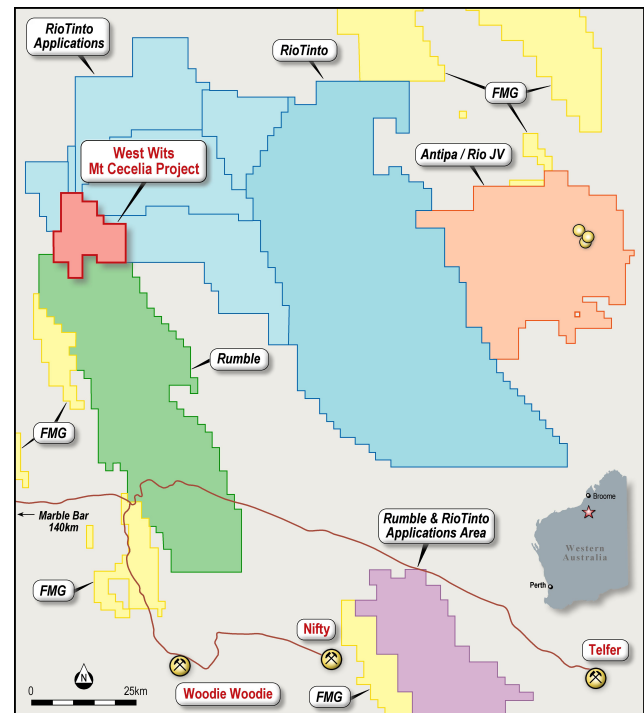 RioTinto
Applications
RioTinto
FMG
West Wits
Mt Cecelia Project
Antipa / Rio JV
Rumble
FMG
Marble Bar
140km
Rumble & RioTinto
Applications Area
Broome
Western
Australia
Perth
FMG
Nifty
Telfer
Woodie Woodie
FMG
N
0
25km